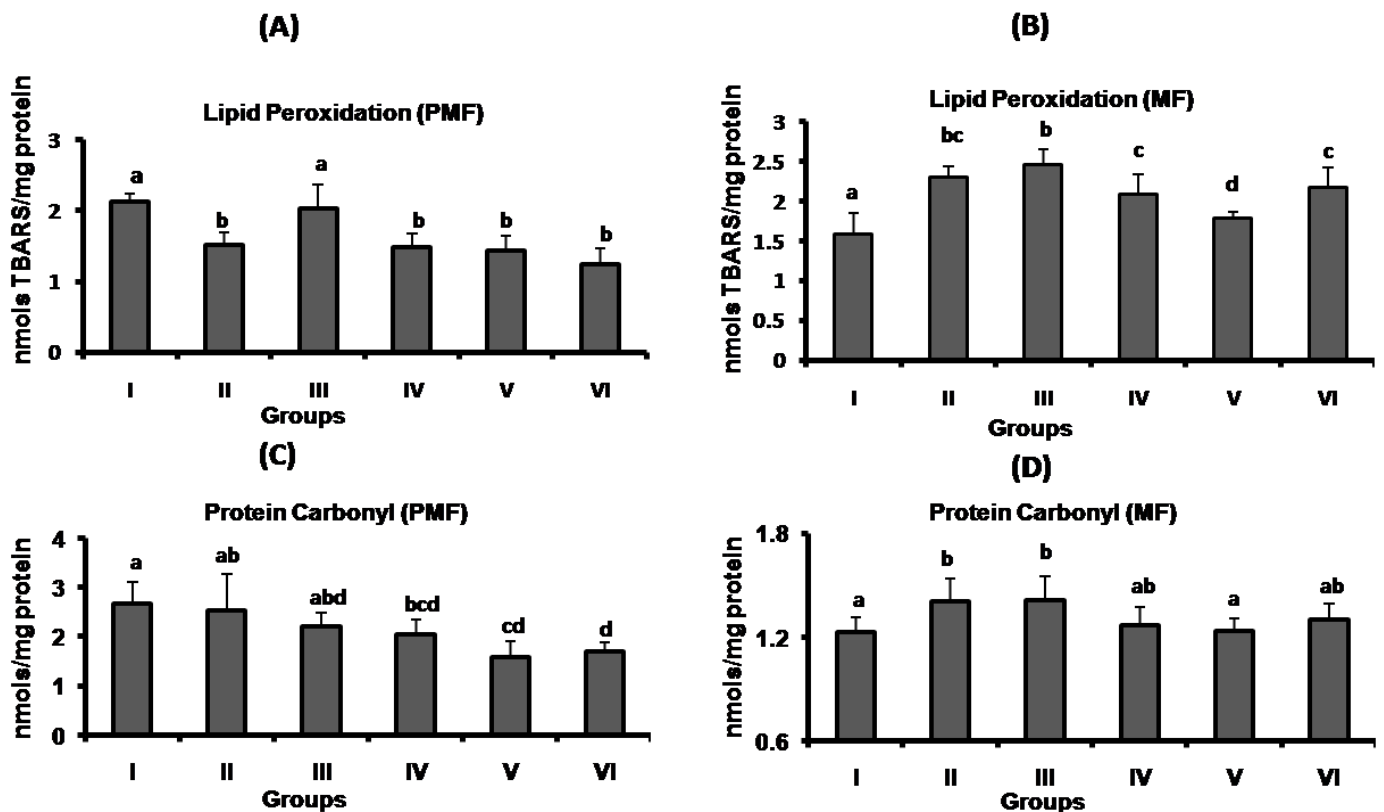 (A)
Lipid Peroxidation (PMF)
nmols TBARS/mg protein
3
2
1
0
a
b
a
b
b
b
I II III IV V VI
Groups
(B)
Lipid Peroxidation (MF)
nmols TBARS/mg protein
3
2.5
2
1.5
1
0.5
0
a
bc
b
c
d
c
I II III IV V VI
Groups
(C)
Protein Carbonyl (PMF)
nmols/mg protein
4
3
2
1
0
a
ab
abd
bcd
cd
d
I II III IV V VI
Groups
(D)
Protein Carbonyl (MF)
nmols/mg protein
1.8
1.2
0.6
a
b
b
ab
a
ab
I II III IV V VI
Groups